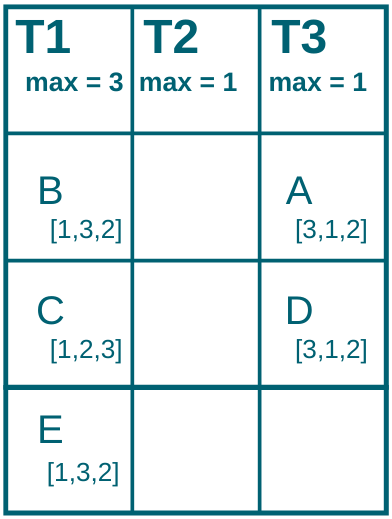 T1 T2 T3
max = 3 max = 1 max = 1
B A
[1,3,2] [3,1,2]
C D
[1,2,3] [3,1,2]
E
[1,3,2]